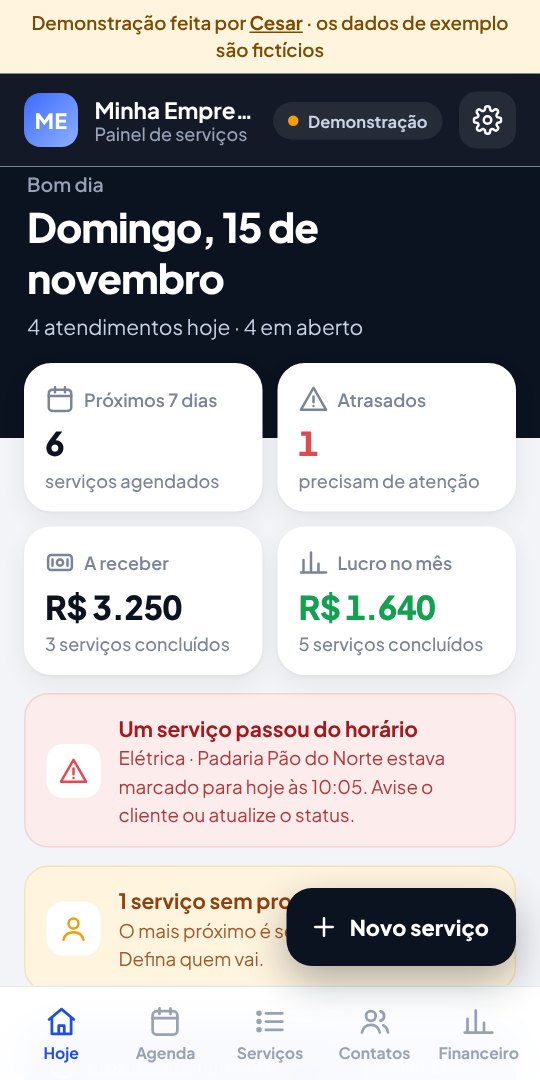 Demonstração feita por Cesar · os dados de exemplo
são fictícios
ME
Minha Empre...
Painel de serviços
Demonstração
Bom dia
Domingo, 15 de
novembro
4 atendimentos hoje · 4 em aberto
Próximos 7 dias
6
serviços agendados
Atrasados
1
precisam de atenção
A receber
R$ 3.250
3 serviços concluídos
Lucro no mês
R$ 1.640
5 serviços concluídos
Um serviço passou do horário
Elétrica · Padaria Pão do Norte estava
marcado para hoje às 10:05. Avise o
cliente ou atualize o status.
1 serviço sem
O mais próximo é
Defina quem vai.
Novo serviço
Hoje
Agenda
Serviços
Contatos
Financeiro